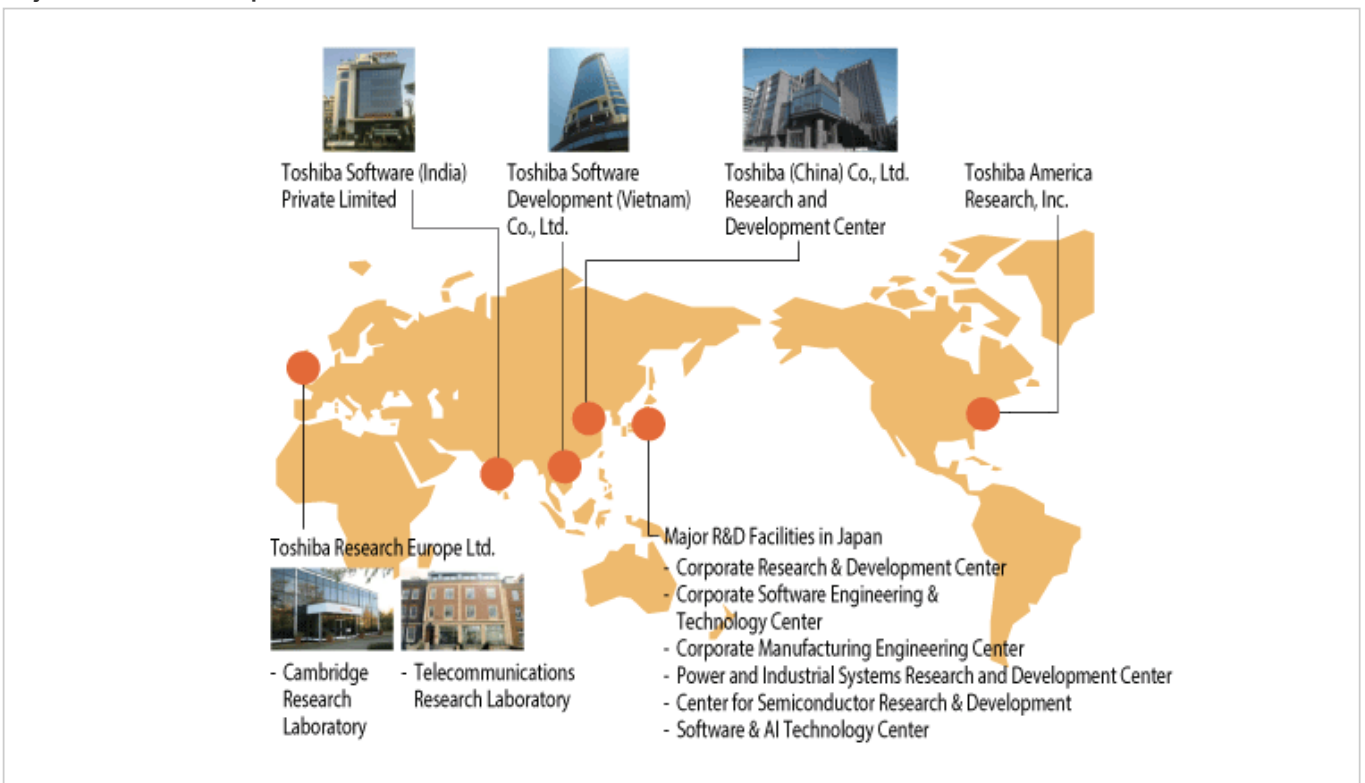 Toshiba Software (India)
Private Limited
Toshiba Software
Development (Vietnam)
Co., Ltd.
Toshiba (China) Co., Ltd.
Research and
Development Center
Toshiba America
Research, Inc.
Toshiba Research Europe Ltd.
- Cambridge
Research
Laboratory
- Telecommunications
Research Laboratory
Major R&D Facilities in Japan
- Corporate Research & Development Center
- Corporate Software Engineering &
Technology Center
- Corporate Manufacturing Engineering Center
- Power and Industrial Systems Research and Development Center
- Center for Semiconductor Research & Development
- Software & AI Technology Center